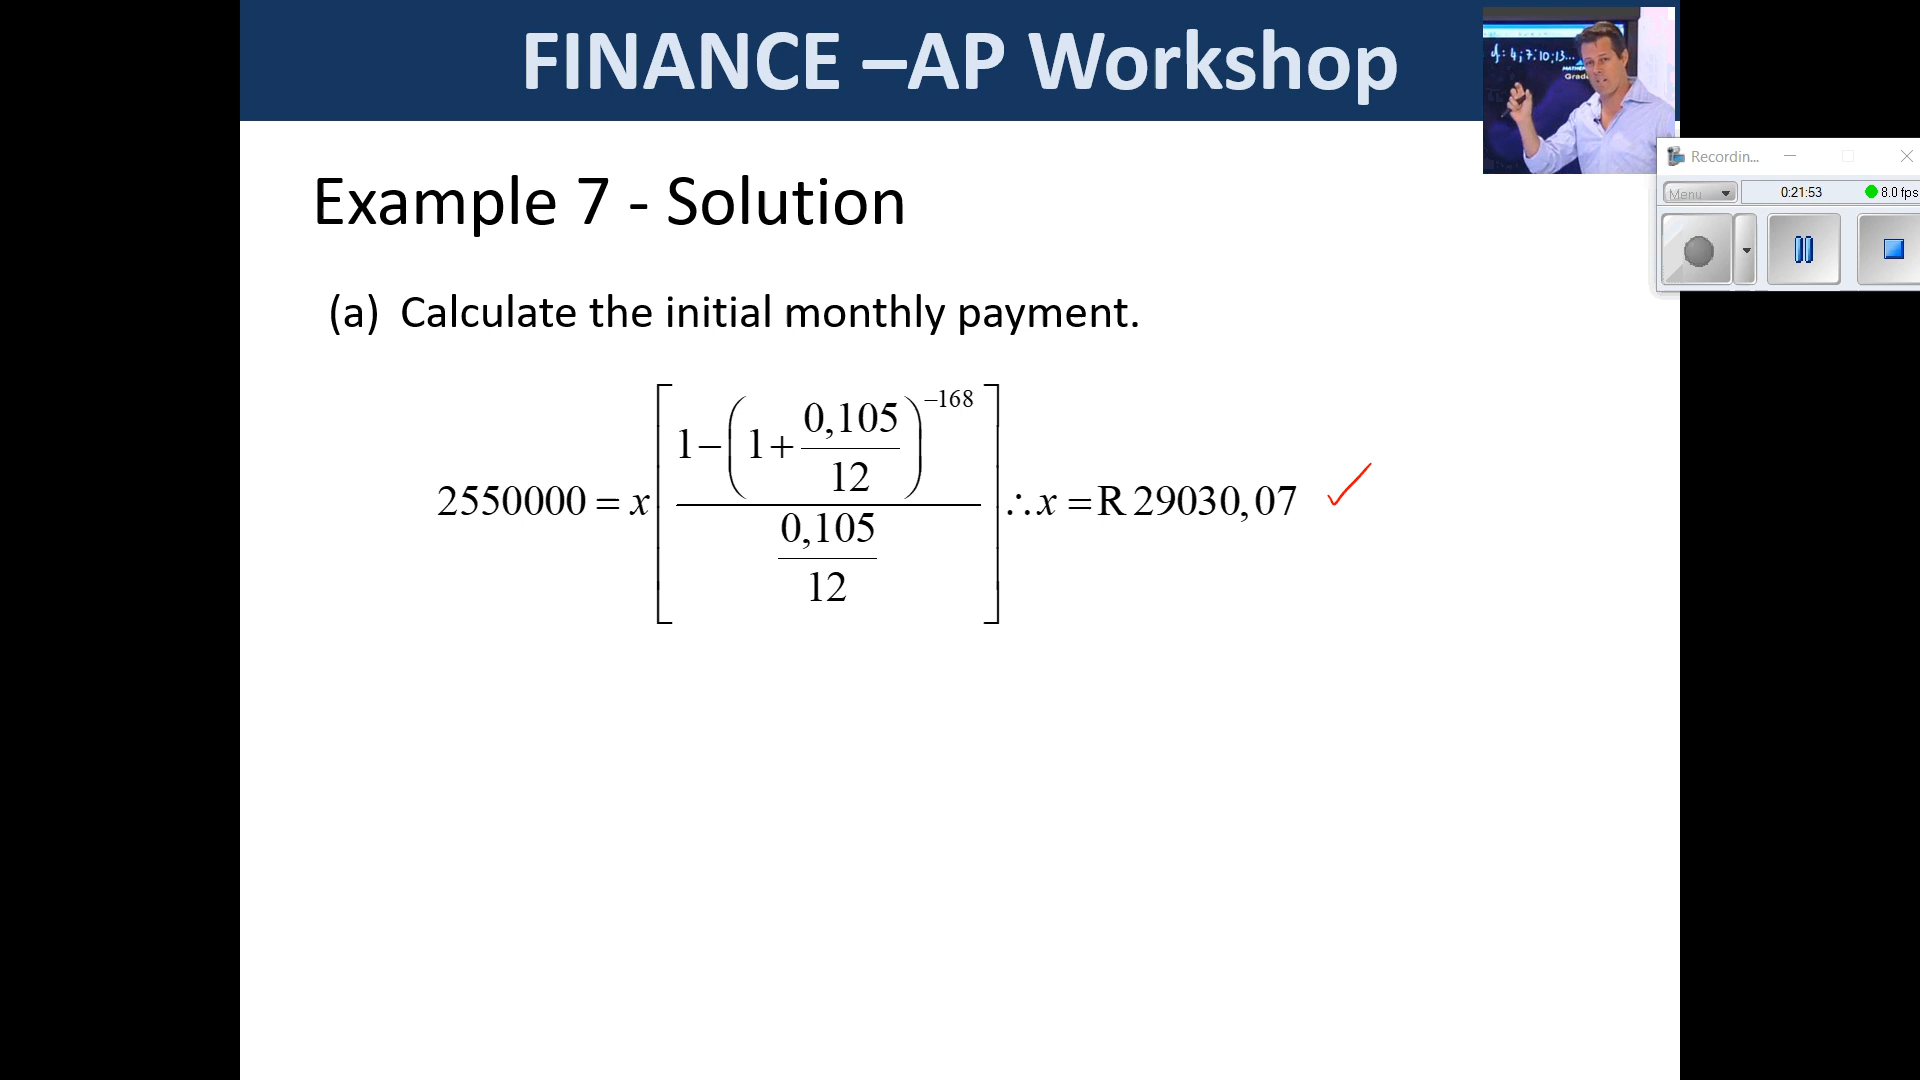 FINANCE –AP Workshop
Example 7 - Solution
(a) Calculate the initial monthly payment.
2550000 = x[(1−(1+0,105/12)^−168)/(0,105/12)] ∴x =R 29030,07
Recordin...
Menu
0:21:53
8.0 fps